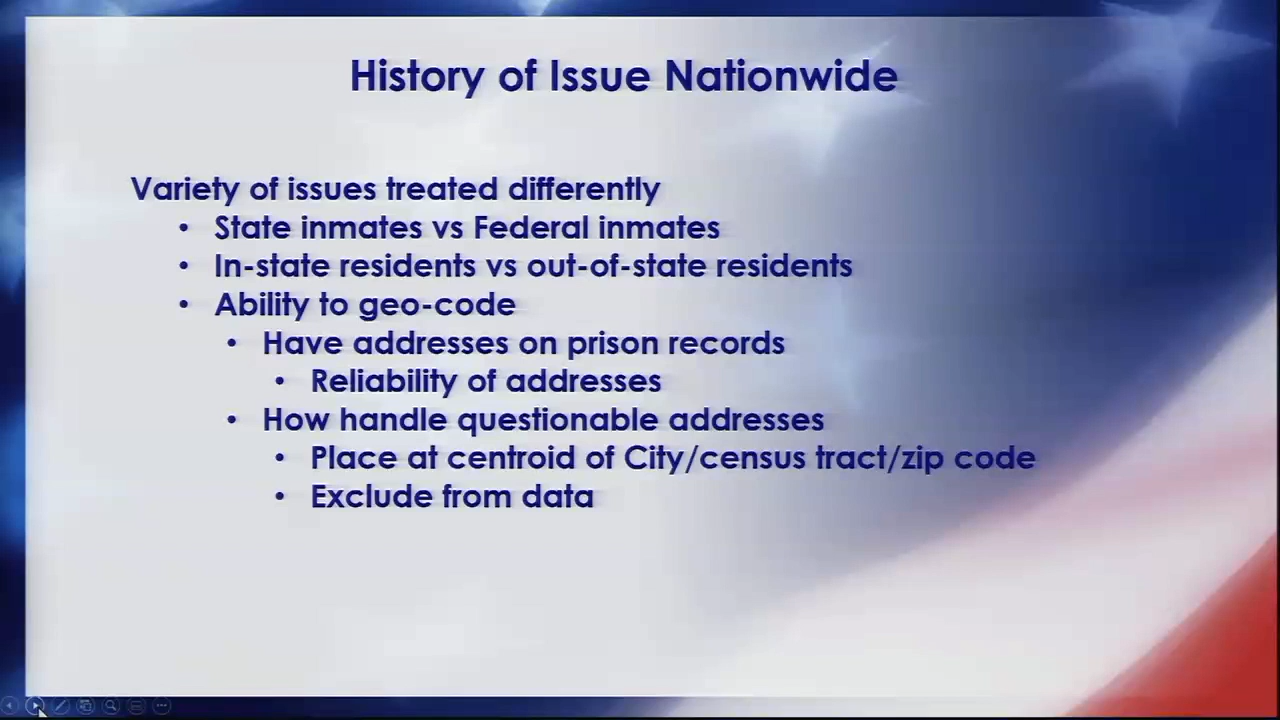 History of Issue Nationwide
Variety of issues treated differently
• State inmates vs Federal inmates
• In-state residents vs out-of-state residents
• Ability to geo-code
• Have addresses on prison records
• Reliability of addresses
• How handle questionable addresses
• Place at centroid of City/census tract/zip code
• Exclude from data